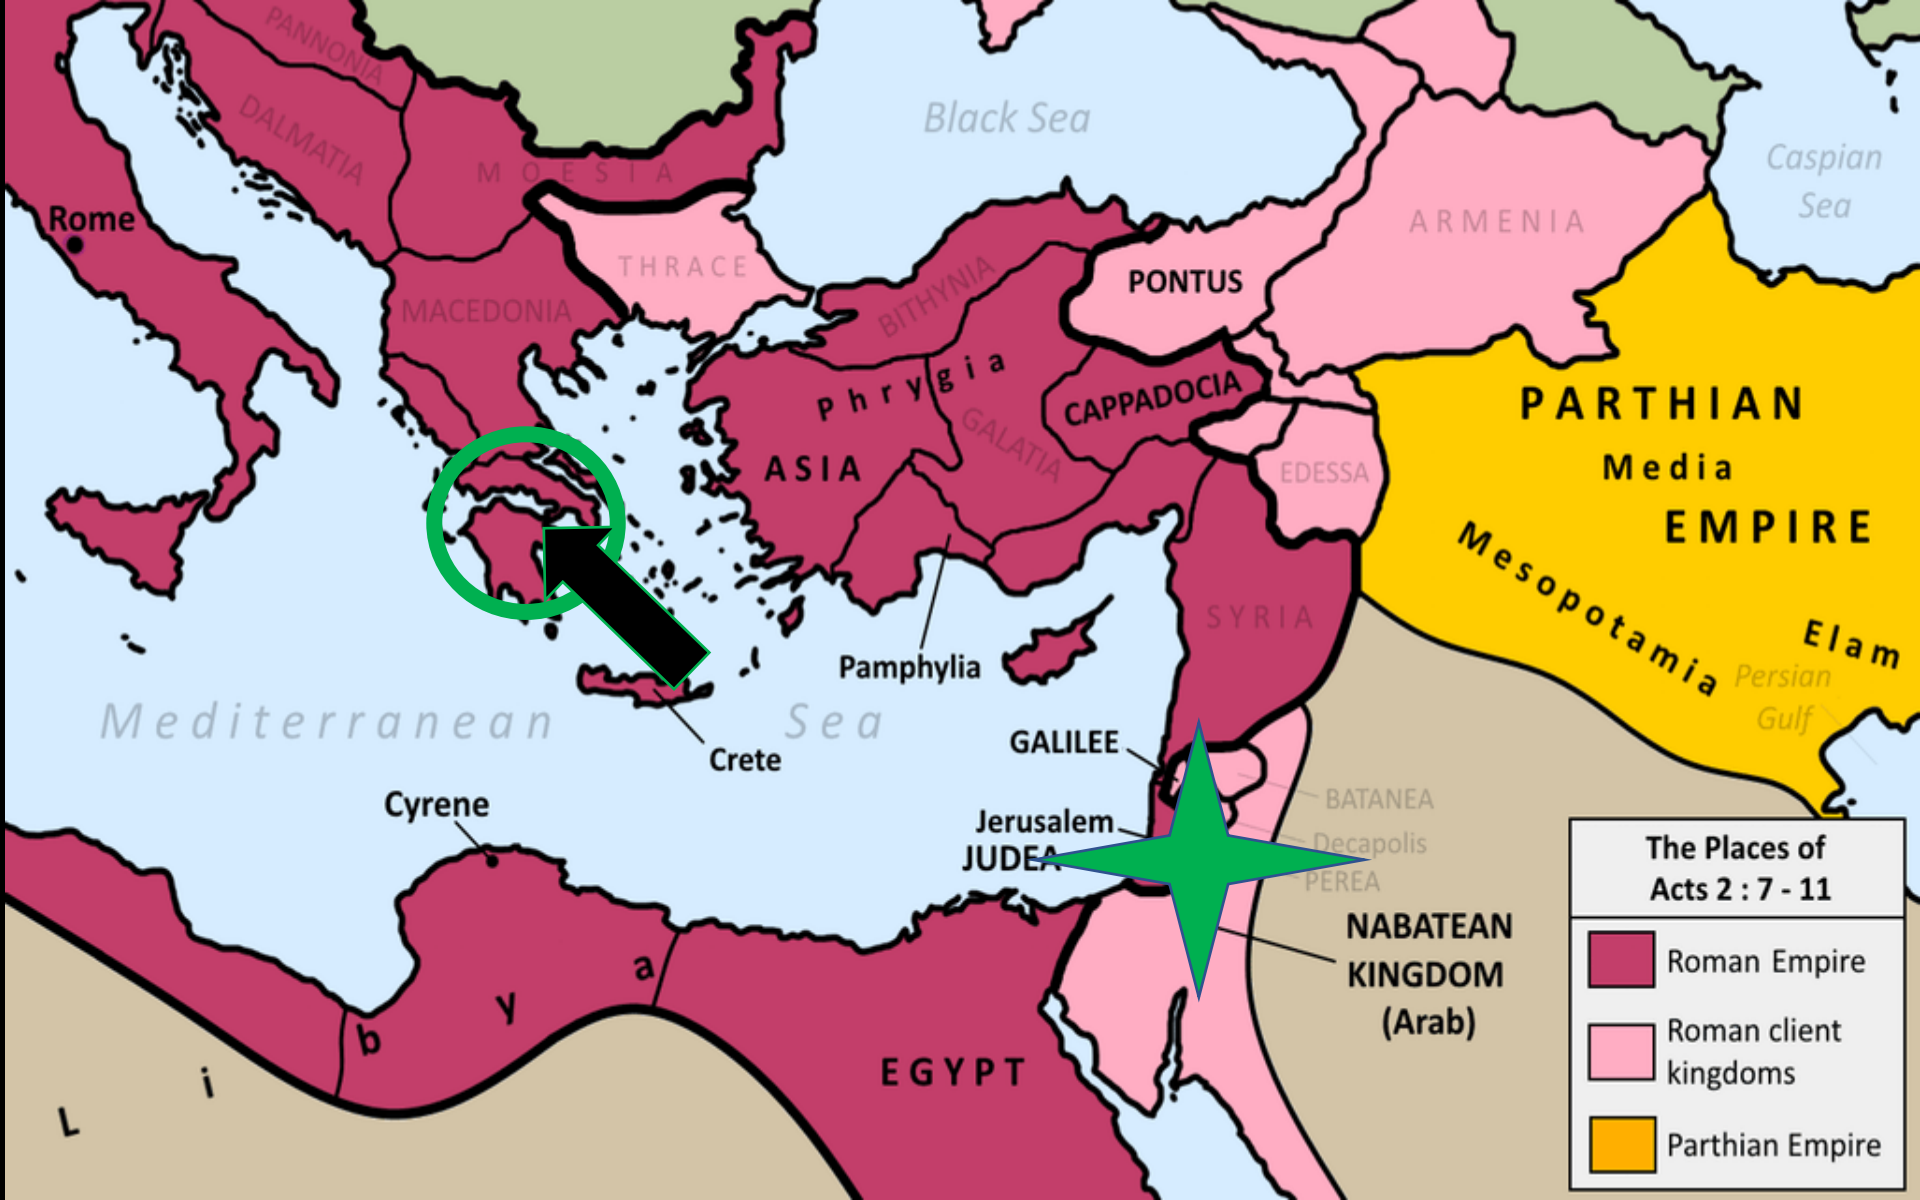 PANNONIA
DALMATIA
MOESIA
Black Sea
Caspian
Sea
Rome
THRACE
ARMENIA
MACEDONIA
BITHYNIA
PONTUS
Phrygia
CAPPADOCIA
GALATIA
ASIA
EDESSA
PARTHIAN
Media
EMPIRE
Mesopotamia
Elam
SYRIA
Pamphylia
Persian
Gulf
Mediterranean Sea
Crete
GALILEE
BATANEA
Cyrene
Jerusalem
JUDEA
Decapolis
PEREA
NABATEAN
KINGDOM
(Arab)
Libya
EGYPT
The Places of
Acts 2 : 7 - 11
Roman Empire
Roman client
kingdoms
Parthian Empire